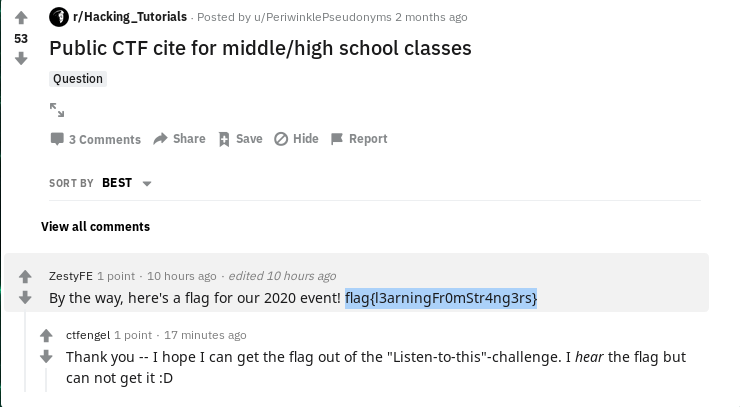 r/Hacking_Tutorials · Posted by u/PeriwinklePseudonyms 2 months ago
53
Public CTF cite for middle/high school classes
Question
3 Comments Share Save Hide Report
SORT BY BEST
View all comments
ZestyFE 1 point · 10 hours ago · edited 10 hours ago
By the way, here's a flag for our 2020 event! flag{l3arningFr0mStr4ng3rs}
ctfengel 1 point · 17 minutes ago
Thank you -- I hope I can get the flag out of the "Listen-to-this"-challenge. I hear the flag but
can not get it :D